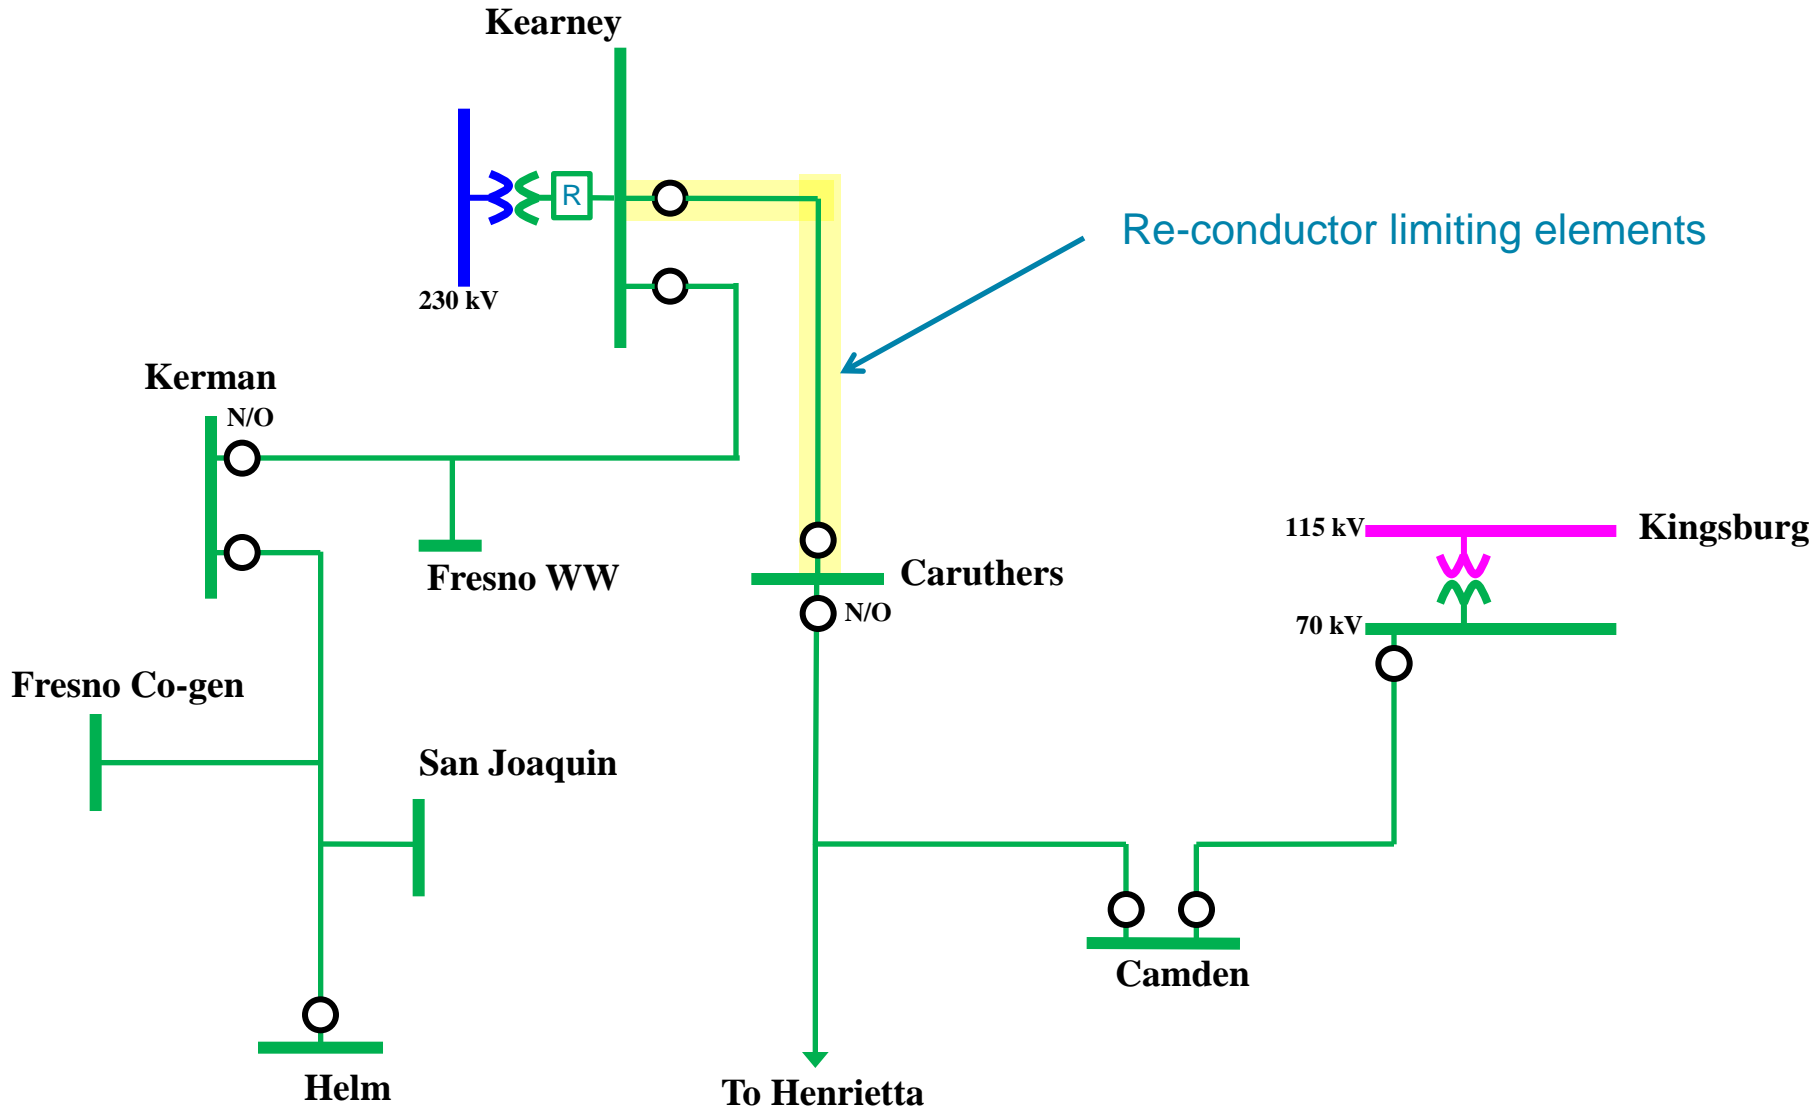 Kearney
R
Re-conductor limiting elements
230 kV
Kerman
N/O
115 kV
Kingsburg
Fresno WW
Caruthers
N/O
70 kV
Fresno Co-gen
San Joaquin
Camden
Helm
To Henrietta